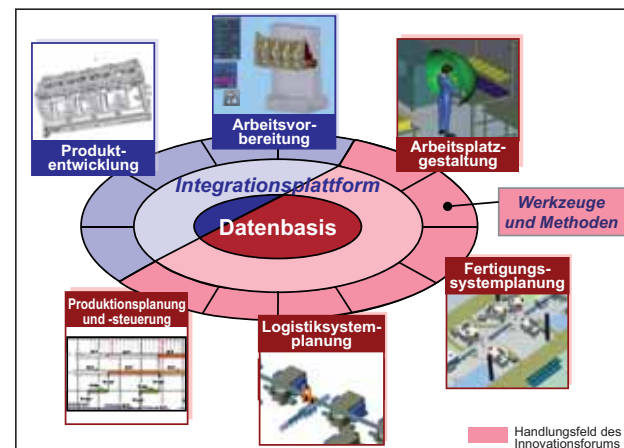 Produkt-
entwicklung
Arbeitsvor-
bereitung
Arbeitsplatz-
gestaltung
Integrationsplattform
Datenbasis
Werkzeuge
und Methoden
Produktionsplanung
und -steuerung
Logistiksystem-
planung
Fertigungs-
systemplanung
Handlungsfeld des
Innovationsforums